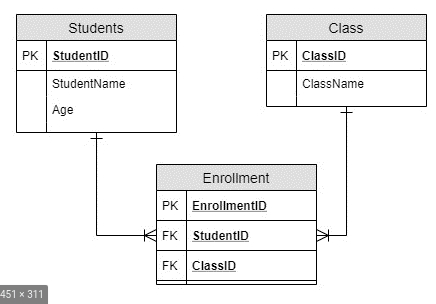 Students
PK StudentID
StudentName
Age
Class
PK ClassID
ClassName
Enrollment
PK EnrollmentID
FK StudentID
FK ClassID
451 × 311